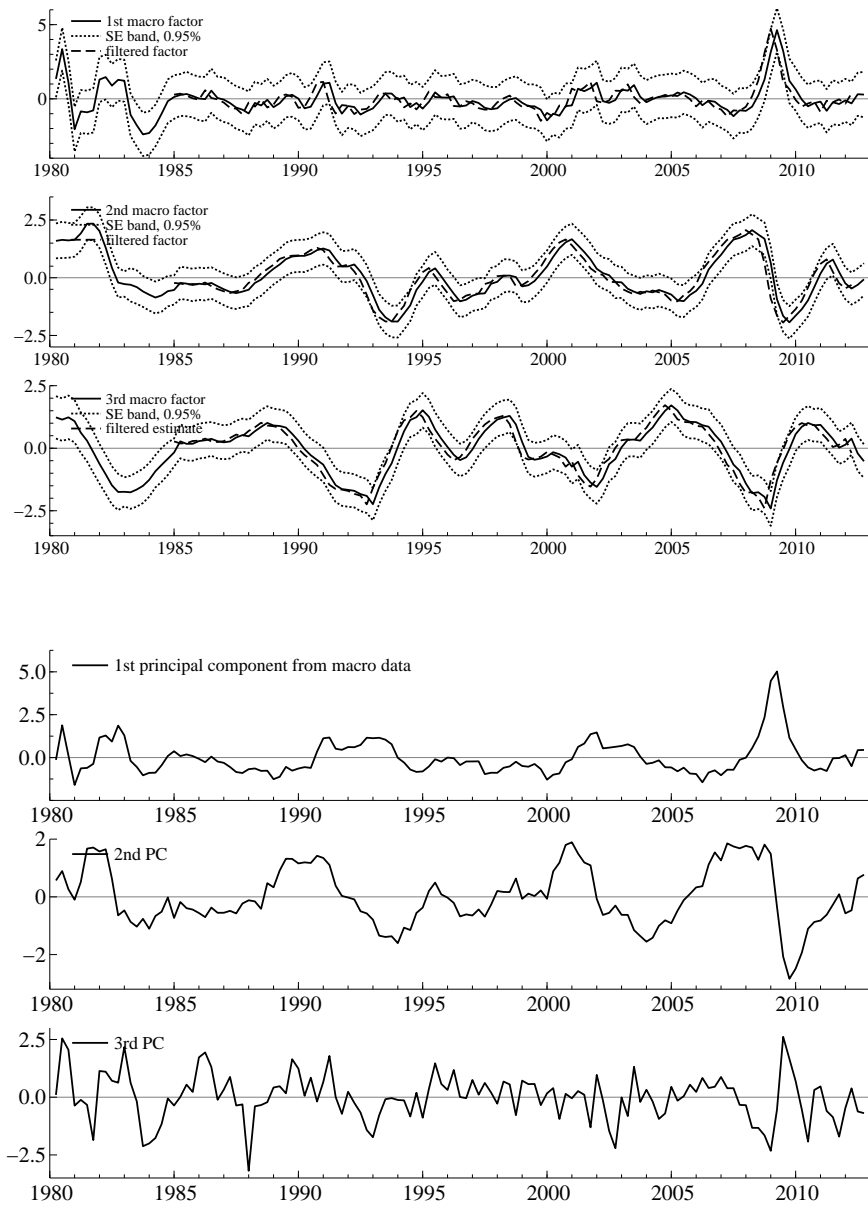 5
0
1st macro factor
SE band, 0.95%
filtered factor
1980 1985 1990 1995 2000 2005 2010
2.5
0.0
−2.5
2nd macro factor
SE band, 0.95%
filtered factor
1980 1985 1990 1995 2000 2005 2010
2.5
0.0
−2.5
3rd macro factor
SE band, 0.95%
filtered estimate
1980 1985 1990 1995 2000 2005 2010
5.0
2.5
0.0
1st principal component from macro data
1980 1985 1990 1995 2000 2005 2010
2
0
−2
2nd PC
1980 1985 1990 1995 2000 2005 2010
2.5
0.0
−2.5
3rd PC
1980 1985 1990 1995 2000 2005 2010